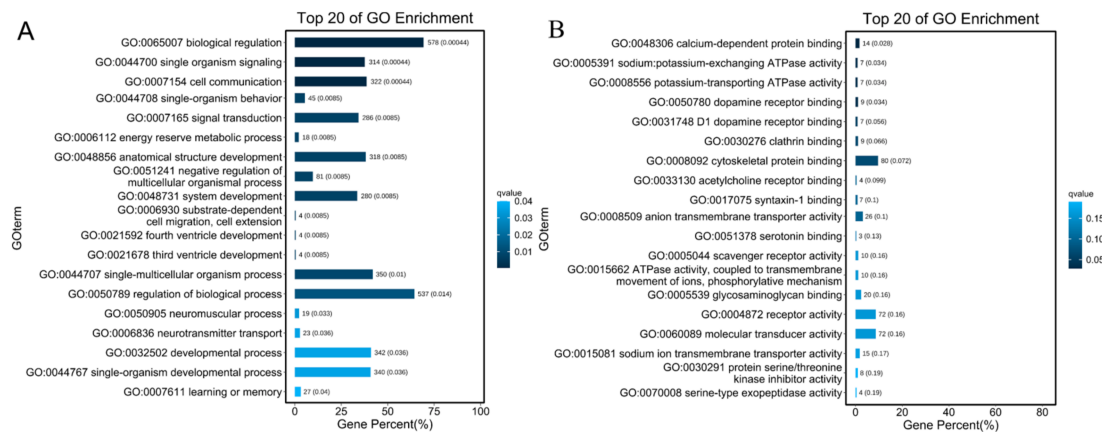 A
Top 20 of GO Enrichment
GO:0065007 biological regulation
578 (0.00044)
GO:0044700 single organism signaling
314 (0.00044)
GO:0007154 cell communication
322 (0.00044)
GO:0044708 single-organism behavior
45 (0.0085)
GO:0007165 signal transduction
286 (0.0085)
GO:0006112 energy reserve metabolic process
18 (0.0085)
GO:0048856 anatomical structure development
318 (0.0085)
GO:0051241 negative regulation of
multicellular organismal process
81 (0.0085)
GO:0048731 system development
280 (0.0085)
GO:0006930 substrate-dependent
cell migration, cell extension
4 (0.0085)
GO:0021592 fourth ventricle development
4 (0.0085)
GO:0021678 third ventricle development
4 (0.0085)
GO:0044707 single-multicellular organism process
350 (0.01)
GO:0050789 regulation of biological process
537 (0.014)
GO:0050905 neuromuscular process
19 (0.033)
GO:0006836 neurotransmitter transport
23 (0.036)
GO:0032502 developmental process
342 (0.036)
GO:0044767 single-organism developmental process
340 (0.036)
GO:0007611 learning or memory
27 (0.04)
GOterm
0 25 50 75 100
Gene Percent(%)
qvalue
0.04
0.03
0.02
0.01
B
Top 20 of GO Enrichment
GO:0048306 calcium-dependent protein binding
14 (0.028)
GO:0005391 sodium:potassium-exchanging ATPase activity
7 (0.034)
GO:0008556 potassium-transporting ATPase activity
7 (0.034)
GO:0050780 dopamine receptor binding
9 (0.034)
GO:0031748 D1 dopamine receptor binding
7 (0.056)
GO:0030276 clathrin binding
9 (0.066)
GO:0008092 cytoskeletal protein binding
80 (0.072)
GO:0033130 acetylcholine receptor binding
4 (0.099)
GO:0017075 syntaxin-1 binding
7 (0.1)
GO:0008509 anion transmembrane transporter activity
26 (0.1)
GO:0051378 serotonin binding
3 (0.13)
GO:0005044 scavenger receptor activity
10 (0.16)
GO:0015662 ATPase activity, coupled to transmembrane
movement of ions, phosphorylative mechanism
10 (0.16)
GO:0005539 glycosaminoglycan binding
20 (0.16)
GO:0004872 receptor activity
72 (0.16)
GO:0060089 molecular transducer activity
72 (0.16)
GO:0015081 sodium ion transmembrane transporter activity
15 (0.17)
GO:0030291 protein serine/threonine
kinase inhibitor activity
8 (0.19)
GO:0070008 serine-type exopeptidase activity
4 (0.19)
GOterm
0 20 40 60 80
Gene Percent(%)
qvalue
0.15
0.10
0.05